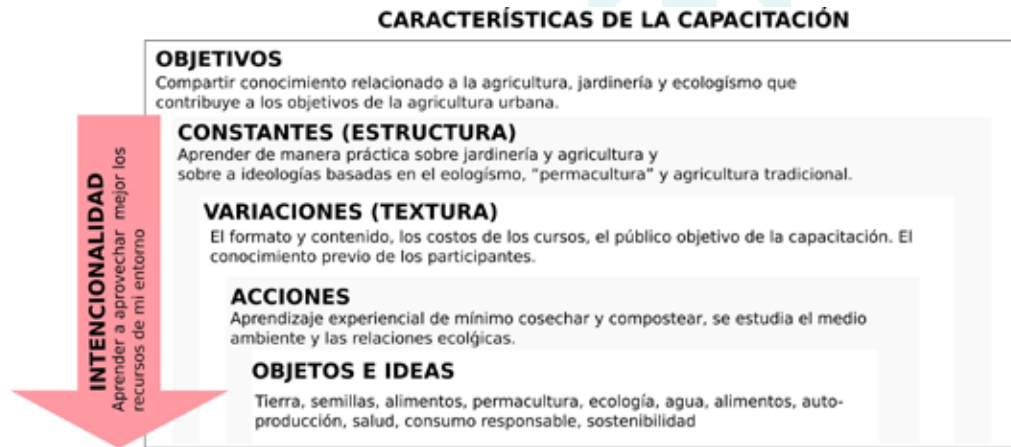 CARACTERÍSTICAS DE LA CAPACITACIÓN
OBJETIVOS
Compartir conocimiento relacionado a la agricultura, jardinería y ecologísmo que
contribuye a los objetivos de la agricultura urbana.
CONSTANTES (ESTRUCTURA)
Aprender de manera práctica sobre jardinería y agricultura y
sobre a ideologías basadas en el eologísmo, “permacultura” y agricultura tradicional.
VARIACIONES (TEXTURA)
El formato y contenido, los costos de los cursos, el público objetivo de la capacitación. El
conocimiento previo de los participantes.
ACCIONES
Aprendizaje experiencial de mínimo cosechar y compostear, se estudia el medio
ambiente y las relaciones ecolǵicas.
OBJETOS E IDEAS
Tierra, semillas, alimentos, permacultura, ecología, agua, alimentos, auto-
producción, salud, consumo responsable, sostenibilidad
INTENCIONALIDAD
Aprender a aprovechar mejor los
recursos de mi entorno